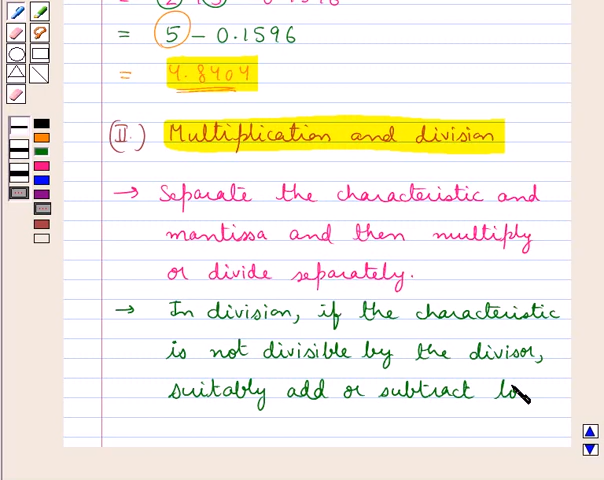 = 5 - 0.1596
= 4.8404
(II.) Multiplication and division
→ Separate the characteristic and
mantissa and then multiply
or divide separately.
→ In division, if the characteristic
is not divisible by the divisor,
suitably add or subtract